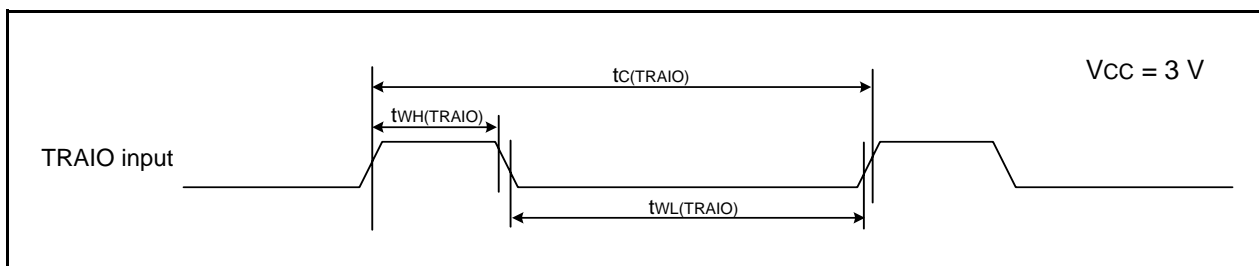 tC(TRAIO)
VCC = 3 V
tWH(TRAIO)
TRAIO input
tWL(TRAIO)